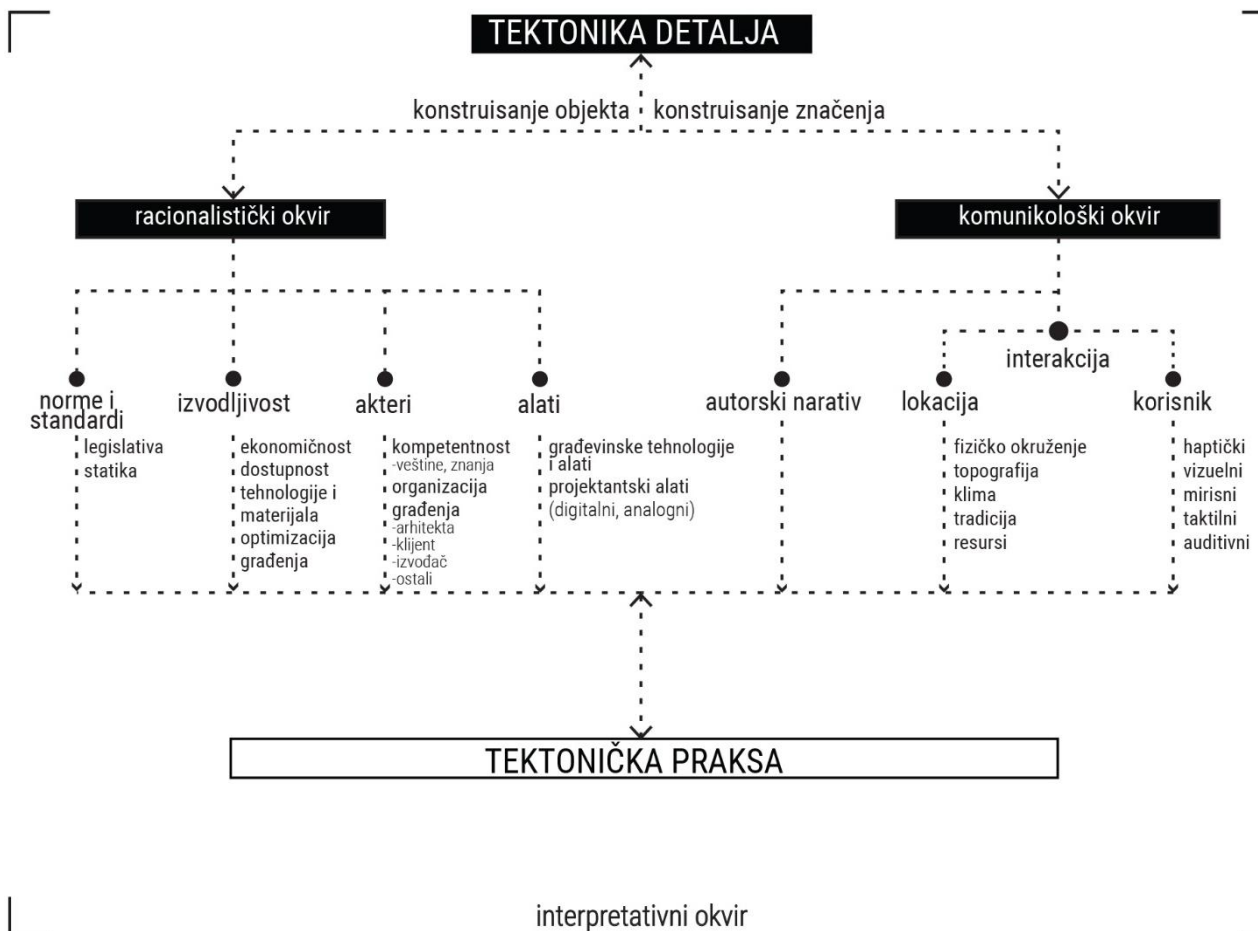 TEKTONIKA DETALJA
konstruisanje objekta
konstruisanje značenja
racionalistički okvir
komunikološki okvir
norme i
standardi
legislativa
statika
izvodljivost
ekonomičnost
dostupnost
tehnologije i
materijala
optimizacija
građenja
akteri
kompetentnost
-veštine, znanja
organizacija
građenja
-arhitekta
-klijent
-izvođač
-ostali
alati
građevinske tehnologije
i alati
projektantski alati
(digitalni, analogni)
autorski narativ
interakcija
lokacija
fizičko okruženje
topografija
klima
tradicija
resursi
korisnik
haptički
vizuelni
mirisni
taktilni
auditivni
TEKTONIČKA PRAKSA
interpretativni okvir